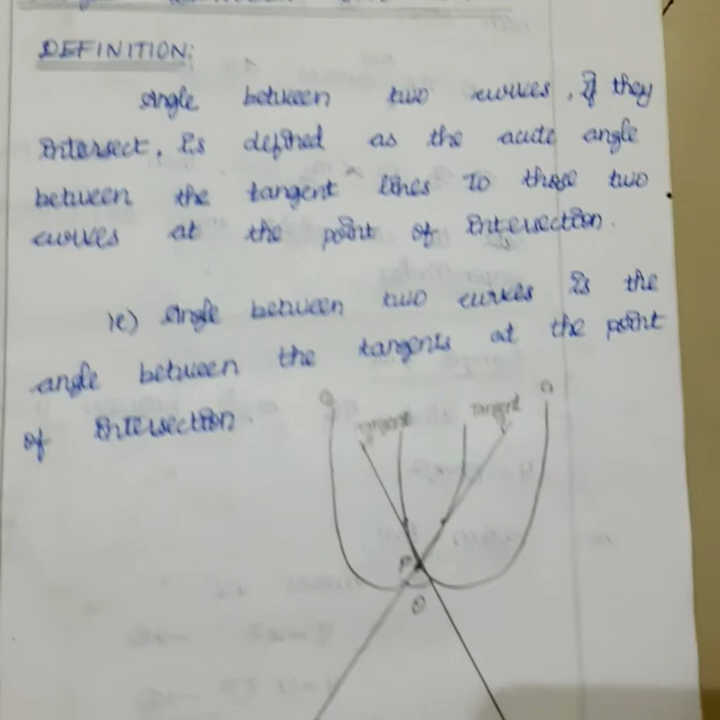 DEFINITION:
Angle between two curves, if they
intersect, is defined as the acute angle
between the tangent lines to those two
curves at the point of intersection.
ie) Angle between two curves is the
angle between the tangents at the point
of intersection.
Tangent Tangent
P
θ